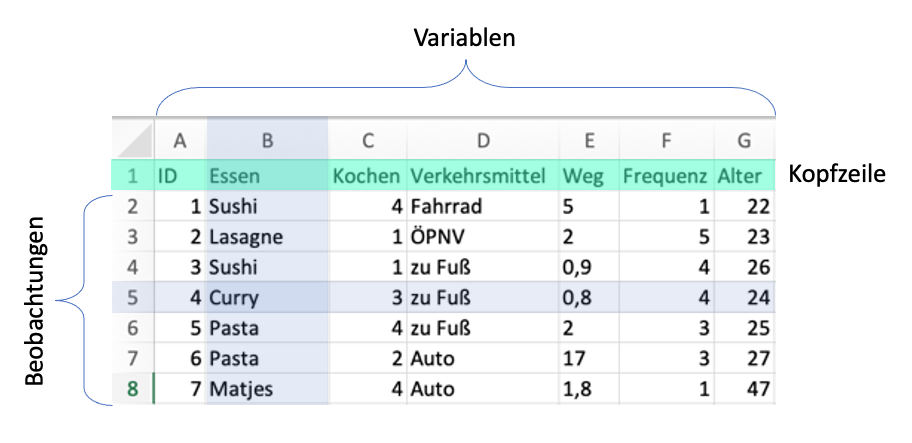 Variablen
A B C D E F G
1 ID Essen Kochen Verkehrsmittel Weg Frequenz Alter Kopfzeile
2 1 Sushi 4 Fahrrad 5 1 22
3 2 Lasagne 1 ÖPNV 2 5 23
4 3 Sushi 1 zu Fuß 0,9 4 26
5 4 Curry 3 zu Fuß 0,8 4 24
6 5 Pasta 4 zu Fuß 2 3 25
7 6 Pasta 2 Auto 17 3 27
8 7 Matjes 4 Auto 1,8 1 47
Beobachtungen